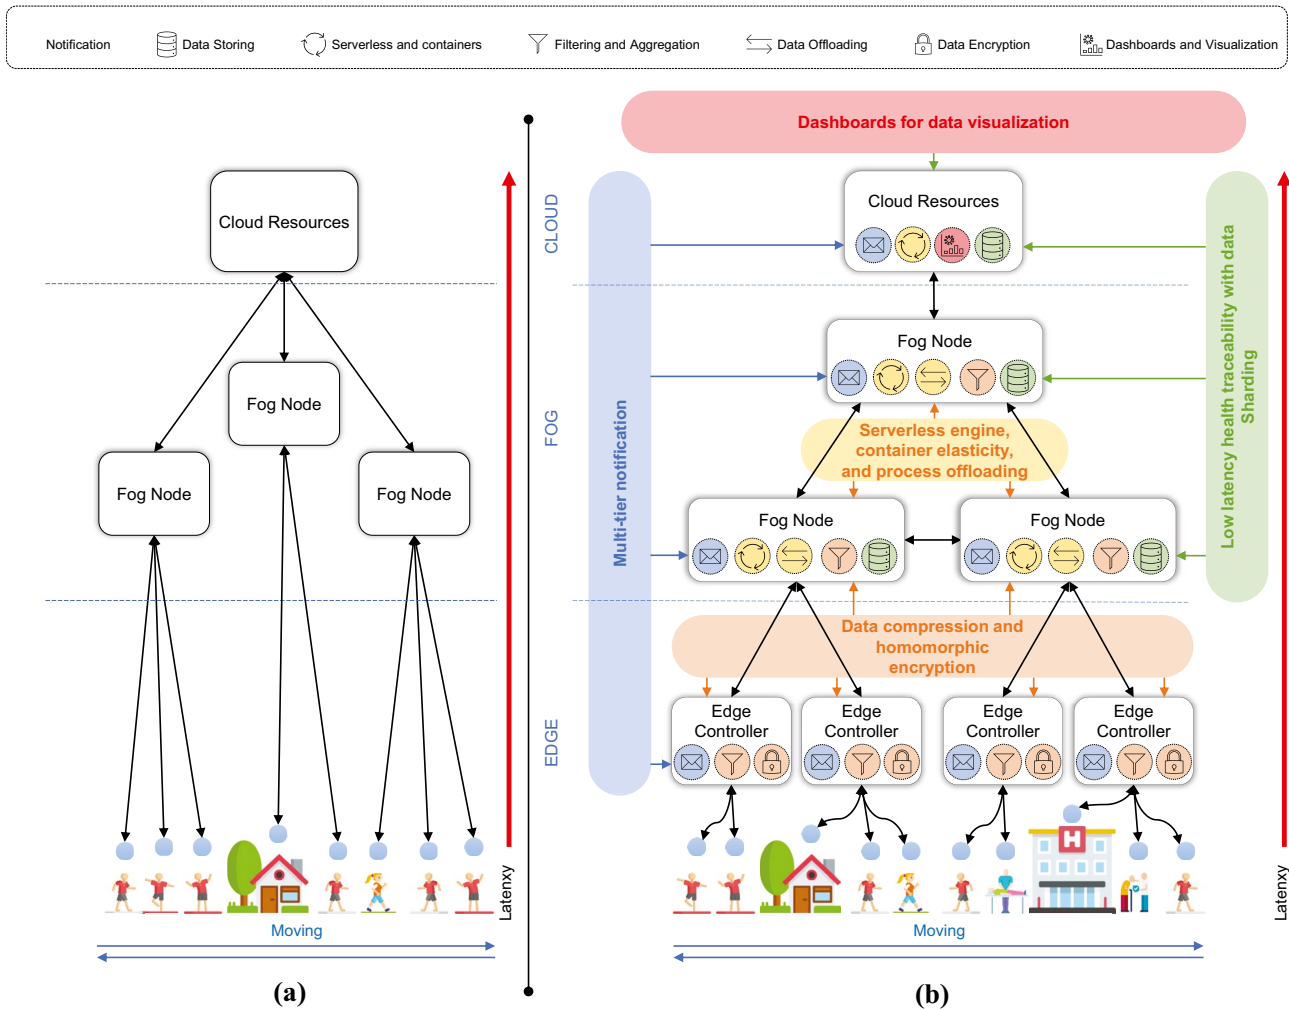 Notification
Data Storing
Serverless and containers
Filtering and Aggregation
Data Offloading
Data Encryption
Dashboards and Visualization
Cloud Resources
Fog Node
Fog Node
Fog Node
Latenxy
Moving
(a)
CLOUD
FOG
EDGE
Dashboards for data visualization
Multi-tier notification
Cloud Resources
Fog Node
Serverless engine,
container elasticity,
and process offloading
Fog Node
Fog Node
Data compression and
homomorphic
encryption
Edge
Controller
Edge
Controller
Edge
Controller
Edge
Controller
H
Low latency health traceability with data
Sharding
Latenxy
Moving
(b)